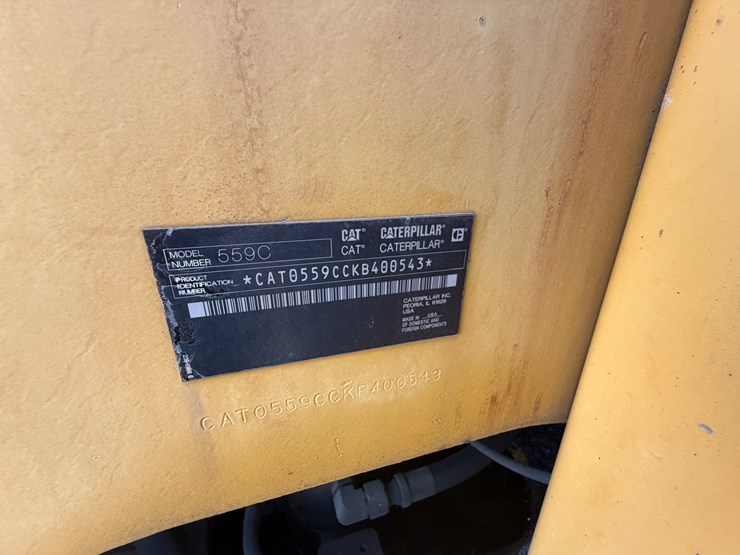 CAT® CATERPILLAR®
MODEL NUMBER 559C CAT® CATERPILLAR®
PRODUCT IDENTIFICATION NUMBER *CAT0559CCKB400543*
CATERPILLAR INC.
PEORIA, IL 61629
USA
MADE IN USA
OF DOMESTIC AND
FOREIGN COMPONENTS
CAT0559CCKB400543